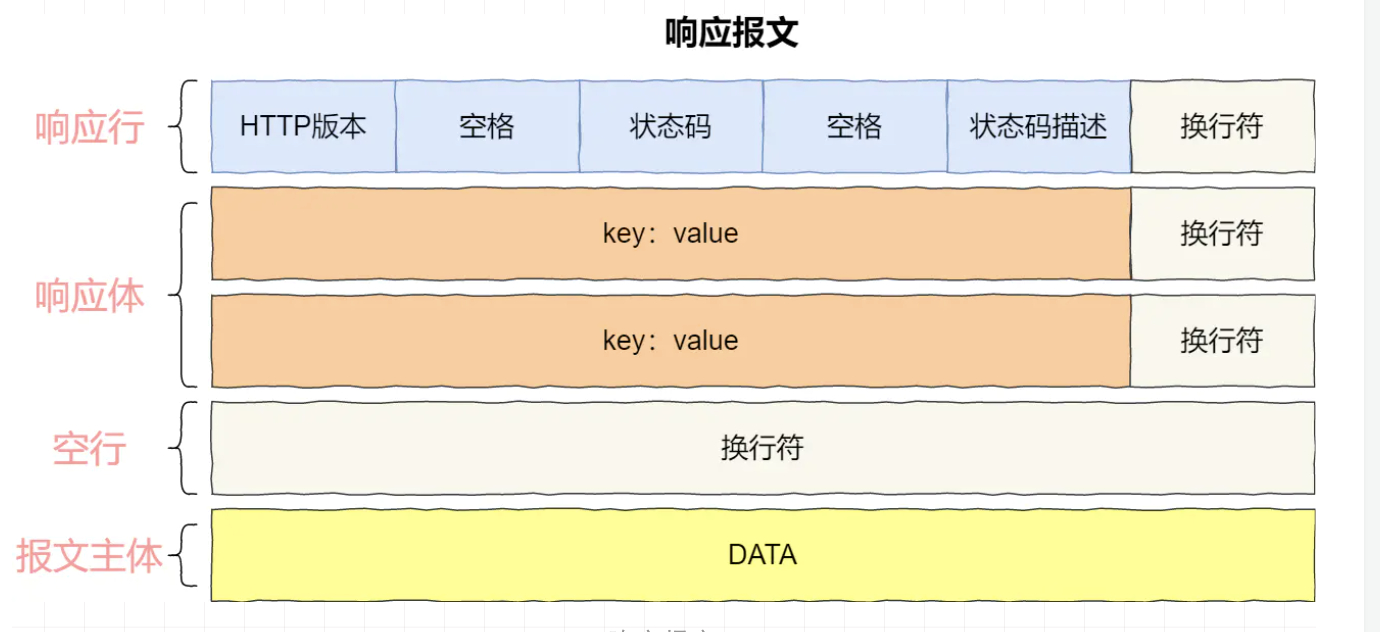 响应报文
响应行
HTTP版本 空格 状态码 空格 状态码描述 换行符
key：value 换行符
响应体
key：value 换行符
空行
换行符
报文主体
DATA